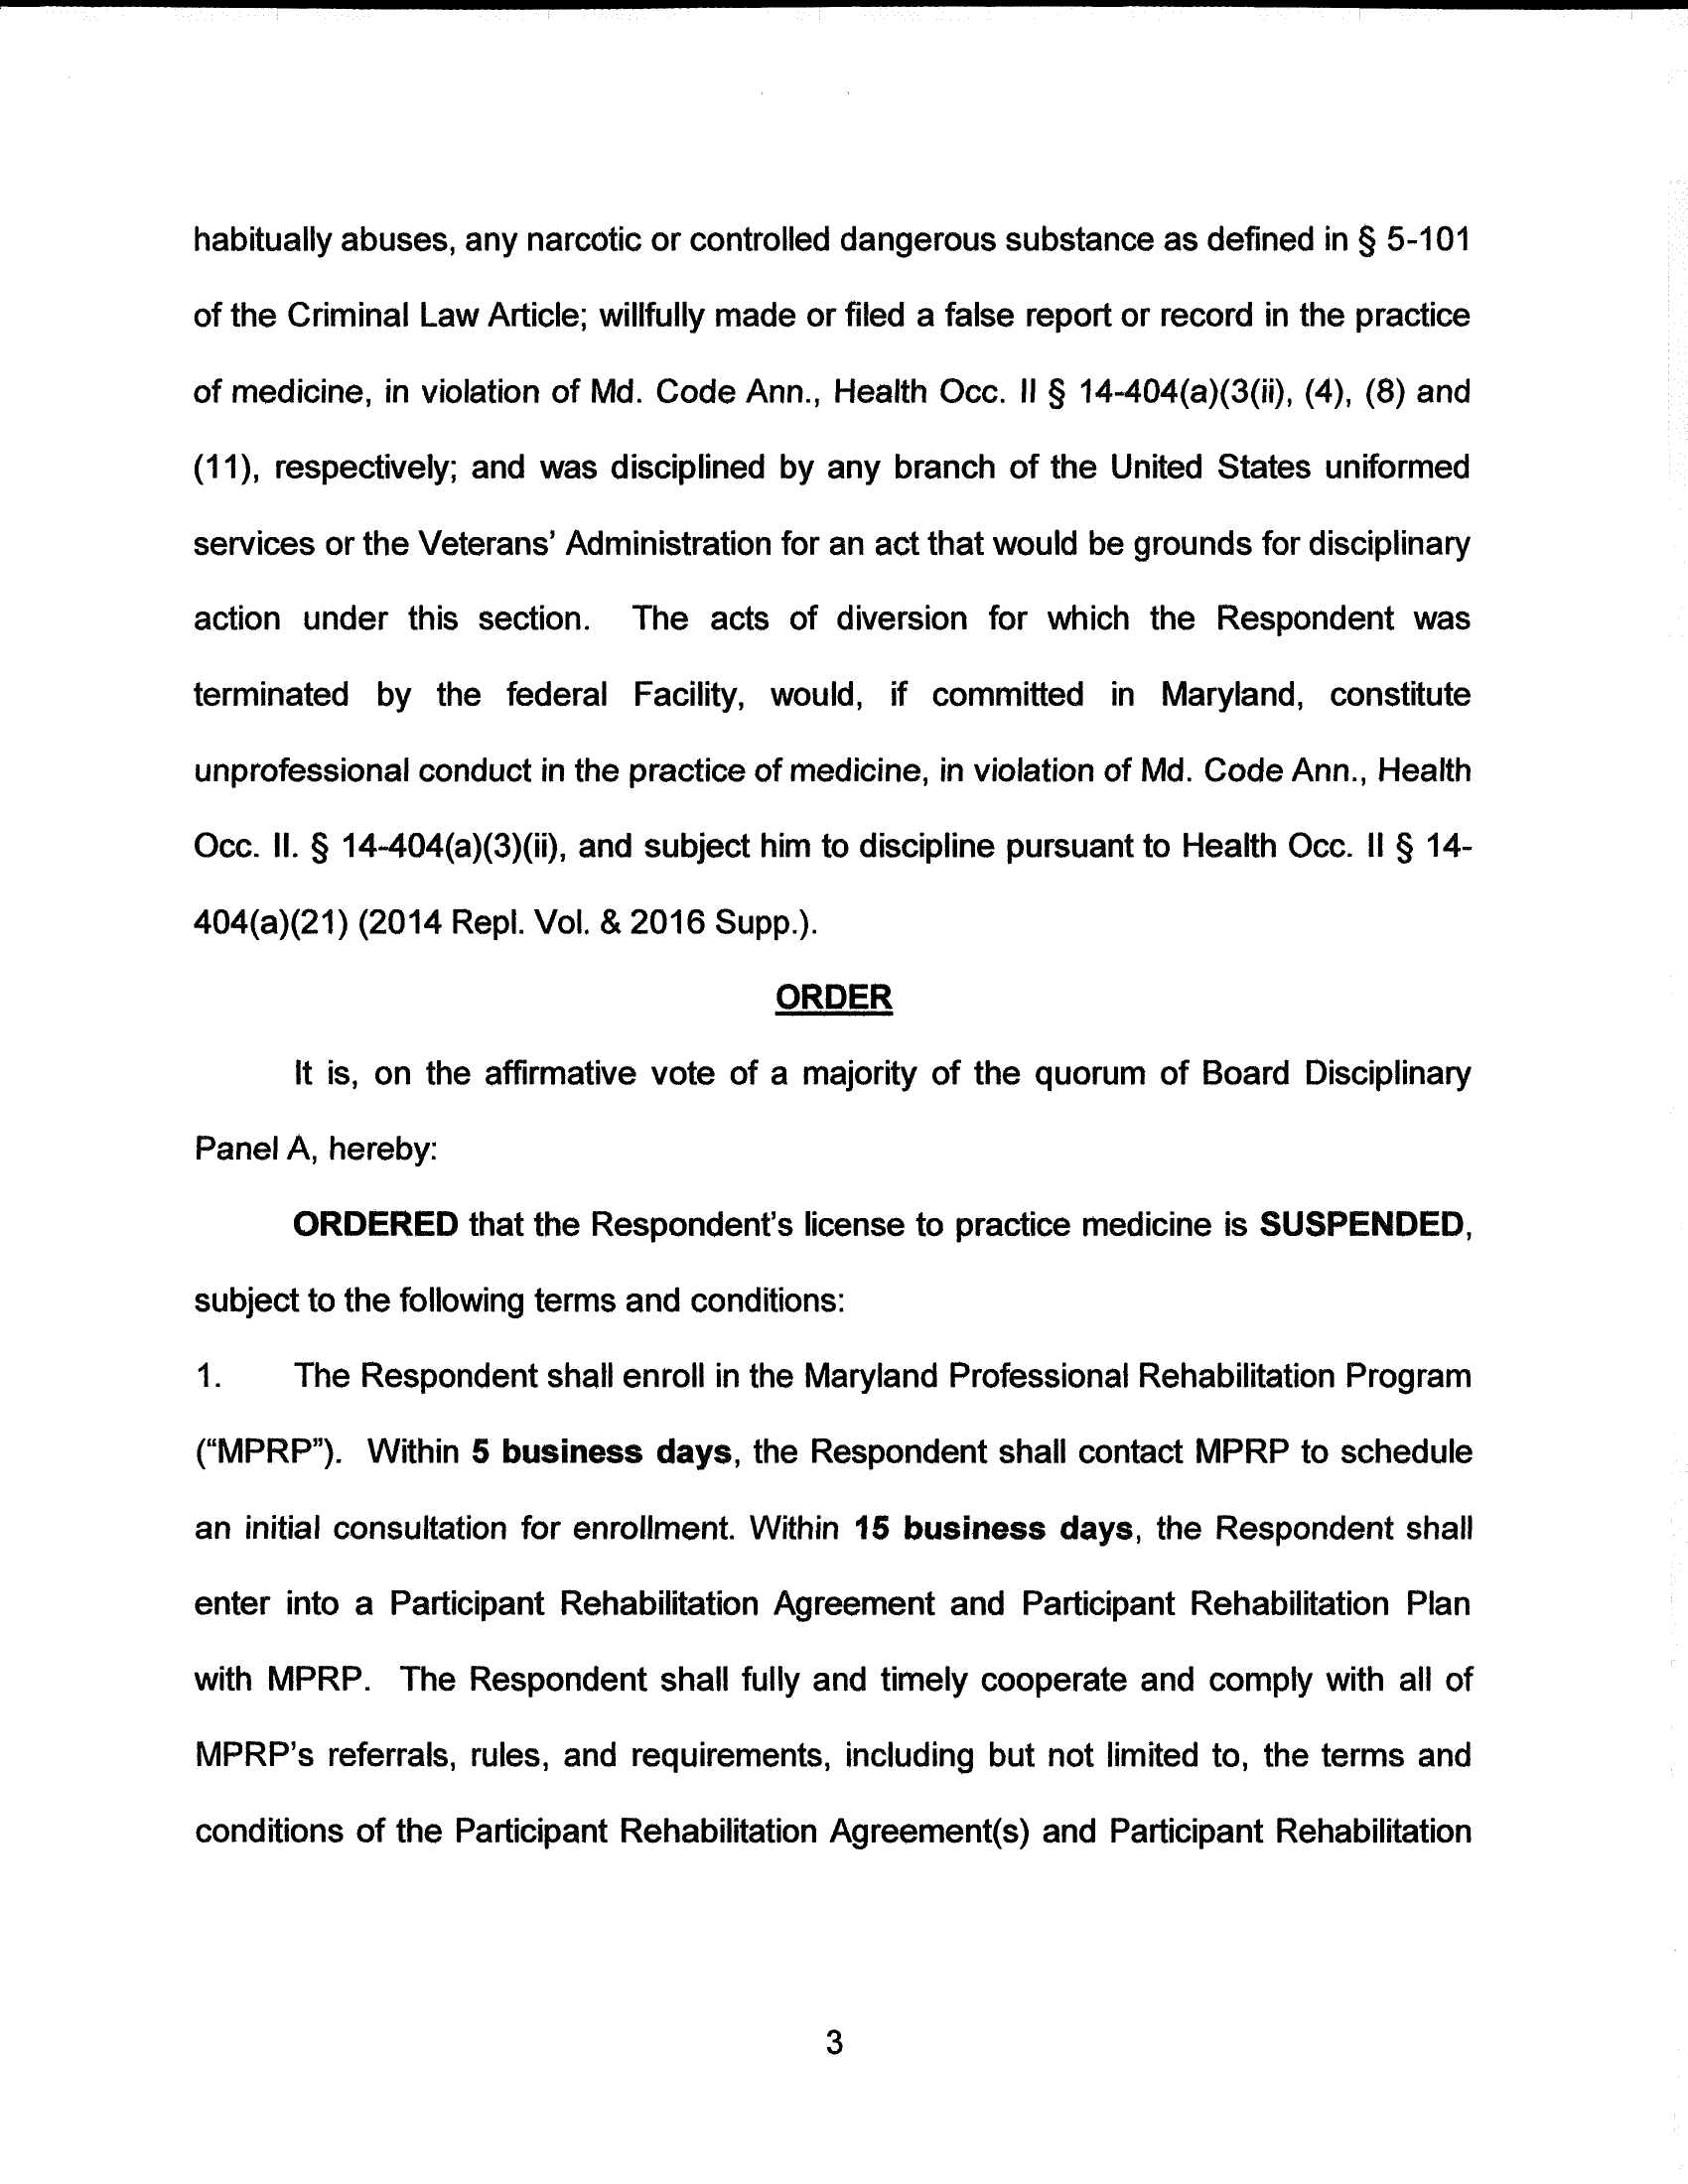 habitually abuses, any narcotic or controlled dangerous substance as defined in § 5-101
of the Criminal Law Article; willfully made or filed a false report or record in the practice
of medicine, in violation of Md. Code Ann., Health Occ. II § 14-404(a)(3(ii), (4), (8) and
(11), respectively; and was disciplined by any branch of the United States uniformed
services or the Veterans' Administration for an act that would be grounds for disciplinary
action under this section. The acts of diversion for which the Respondent was
terminated by the federal Facility, would, if committed in Maryland, constitute
unprofessional conduct in the practice of medicine, in violation of Md. Code Ann., Health
Occ. II. § 14-404(a)(3)(ii), and subject him to discipline pursuant to Health Occ. II § 14-
404(a)(21) (2014 Repl. Vol. & 2016 Supp.).
ORDER
It is, on the affirmative vote of a majority of the quorum of Board Disciplinary
Panel A, hereby:
ORDERED that the Respondent's license to practice medicine is SUSPENDED,
subject to the following terms and conditions:
1. The Respondent shall enroll in the Maryland Professional Rehabilitation Program
("MPRP"). Within 5 business days, the Respondent shall contact MPRP to schedule
an initial consultation for enrollment. Within 15 business days, the Respondent shall
enter into a Participant Rehabilitation Agreement and Participant Rehabilitation Plan
with MPRP. The Respondent shall fully and timely cooperate and comply with all of
MPRP's referrals, rules, and requirements, including but not limited to, the terms and
conditions of the Participant Rehabilitation Agreement(s) and Participant Rehabilitation
3